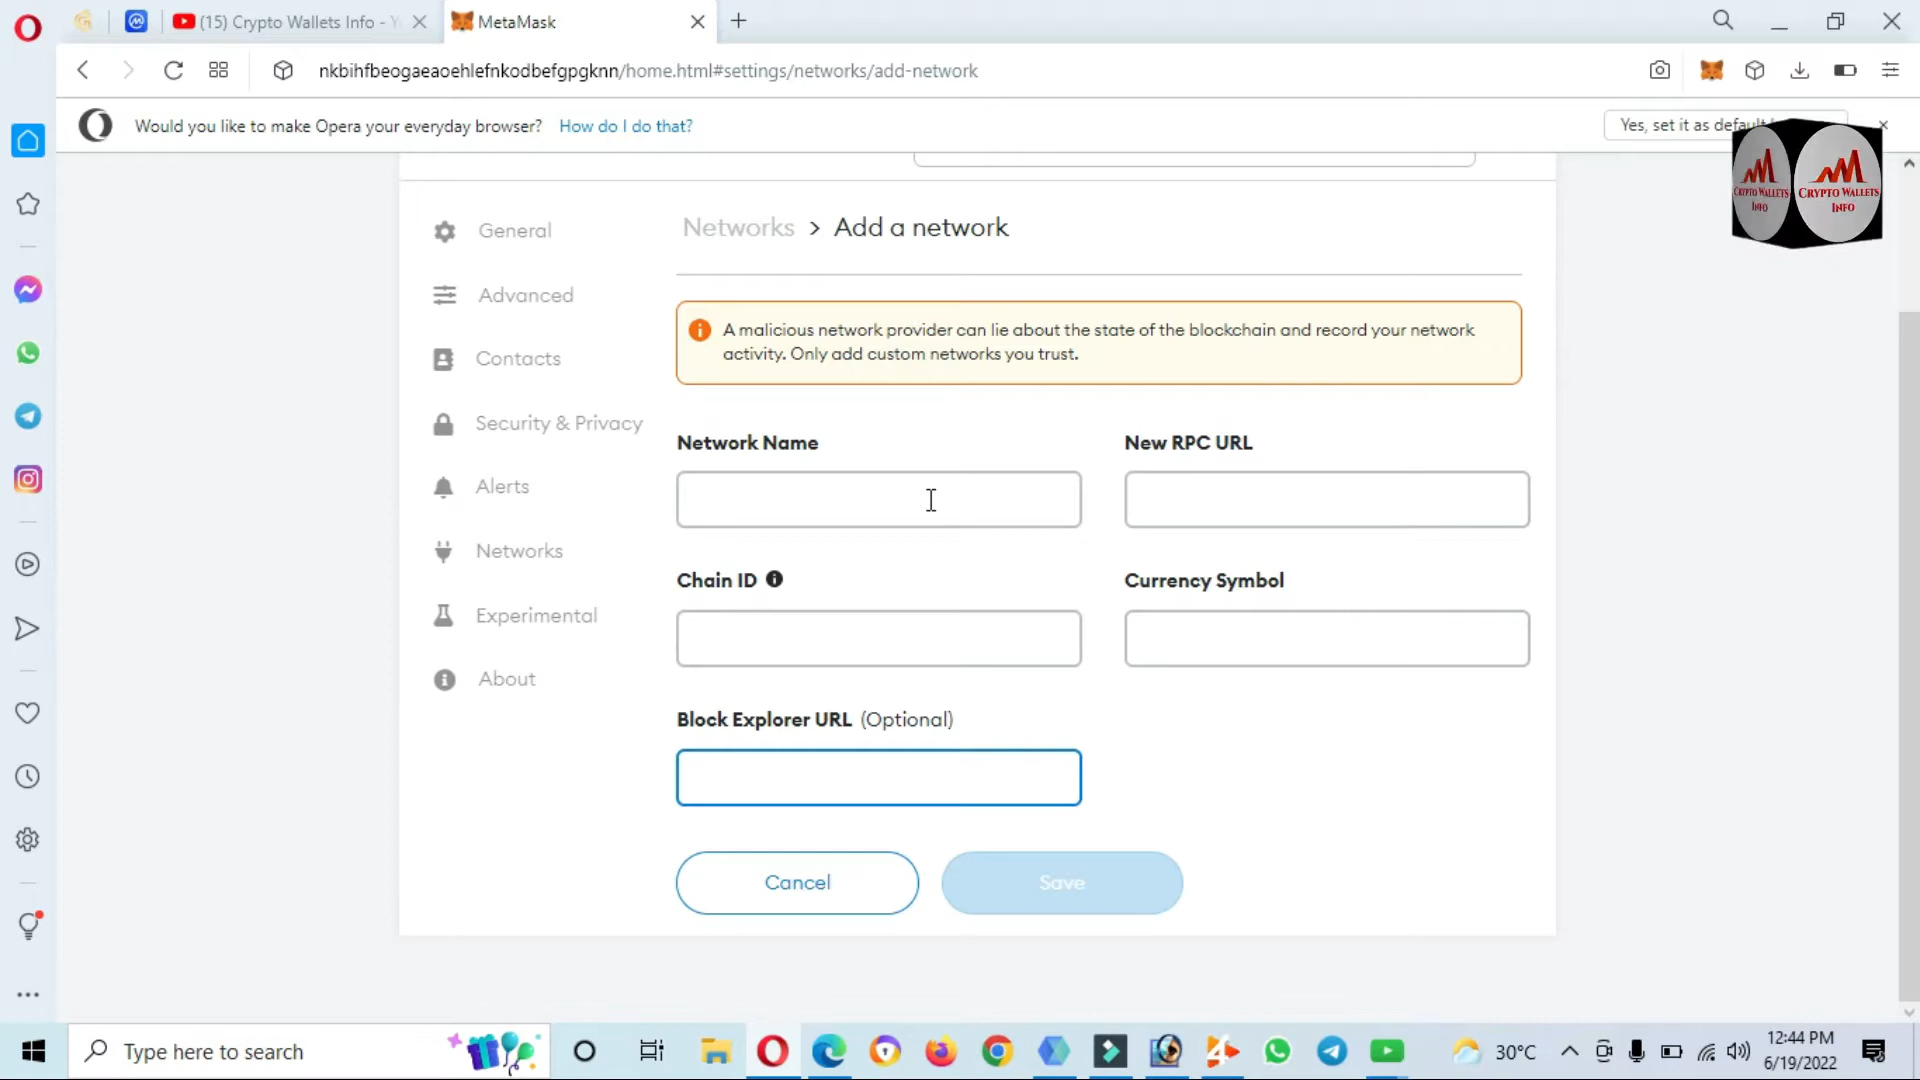 (15) Crypto Wallets Info - Y
MetaMask
nkbihfbeogaeaoehlefnkodbefgpgknn/home.html#settings/networks/add-network
Would you like to make Opera your everyday browser? How do I do that?
Yes, set it as default
CRYPTO WALLETS
INFO
CRYPTO WALLETS
INFO
General
Advanced
Contacts
Security & Privacy
Alerts
Networks
Experimental
About
Networks > Add a network
A malicious network provider can lie about the state of the blockchain and record your network
activity. Only add custom networks you trust.
Network Name
New RPC URL
Chain ID
Currency Symbol
Block Explorer URL (Optional)
Cancel
Save
Type here to search
30°C
12:44 PM
6/19/2022